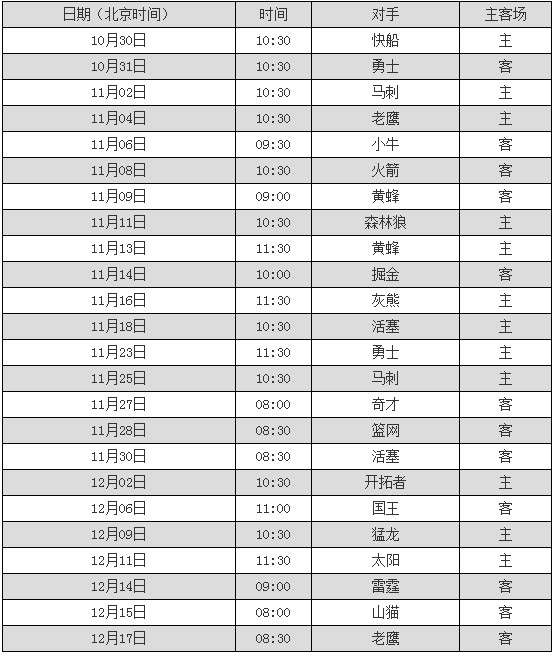 日期（北京时间） 时间 对手 主客场
10月30日 10:30 快船 主
10月31日 10:30 勇士 客
11月02日 10:30 马刺 主
11月04日 10:30 老鹰 主
11月06日 09:30 小牛 客
11月08日 10:30 火箭 客
11月09日 09:00 黄蜂 客
11月11日 10:30 森林狼 主
11月13日 11:30 黄蜂 主
11月14日 10:00 掘金 客
11月16日 11:30 灰熊 主
11月18日 10:30 活塞 主
11月23日 11:30 勇士 主
11月25日 10:30 马刺 主
11月27日 08:00 奇才 客
11月28日 08:30 篮网 客
11月30日 08:30 活塞 客
12月02日 10:30 开拓者 主
12月06日 11:00 国王 客
12月09日 10:30 猛龙 主
12月11日 11:30 太阳 主
12月14日 09:00 雷霆 客
12月15日 08:00 山猫 客
12月17日 08:30 老鹰 客